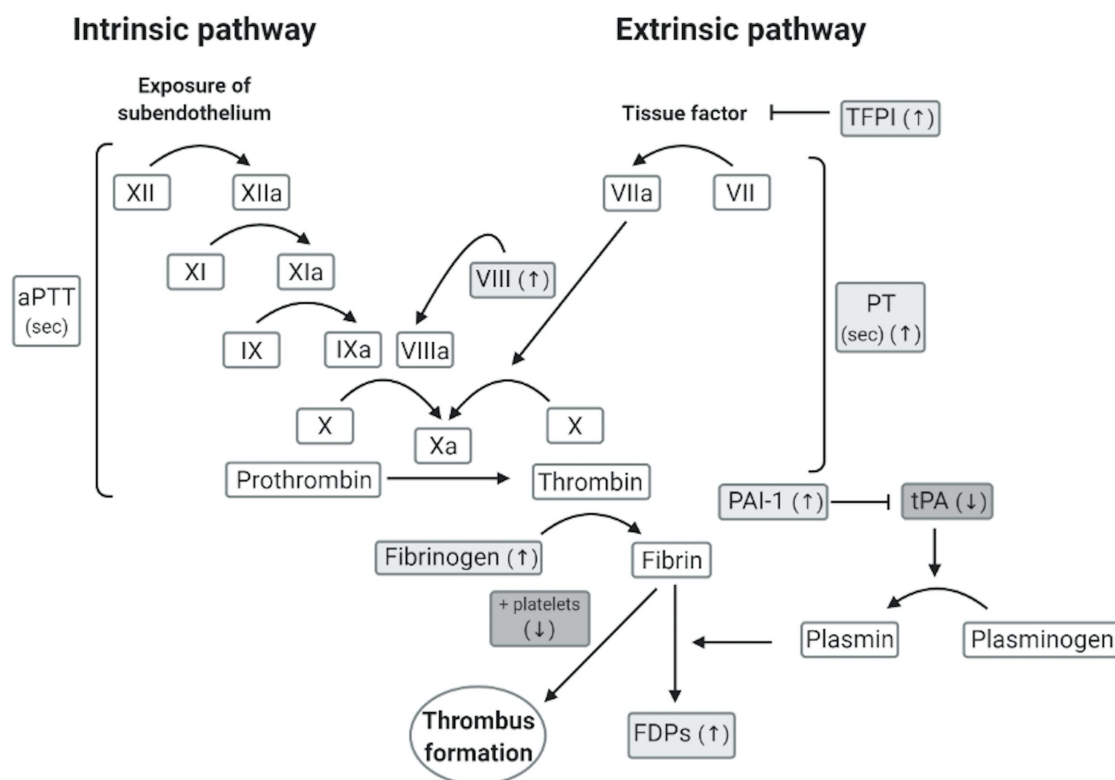 Intrinsic pathway
Extrinsic pathway
Exposure of
subendothelium
Tissue factor
TFPI (↑)
XII
XIIa
VIIa
VII
XI
XIa
VIII (↑)
aPTT
(sec)
PT
(sec) (↑)
IX
IXa
VIIIa
X
Xa
X
Prothrombin
Thrombin
PAI-1 (↑)
tPA (↓)
Fibrinogen (↑)
Fibrin
+ platelets
(↓)
Plasmin
Plasminogen
Thrombus
formation
FDPs (↑)